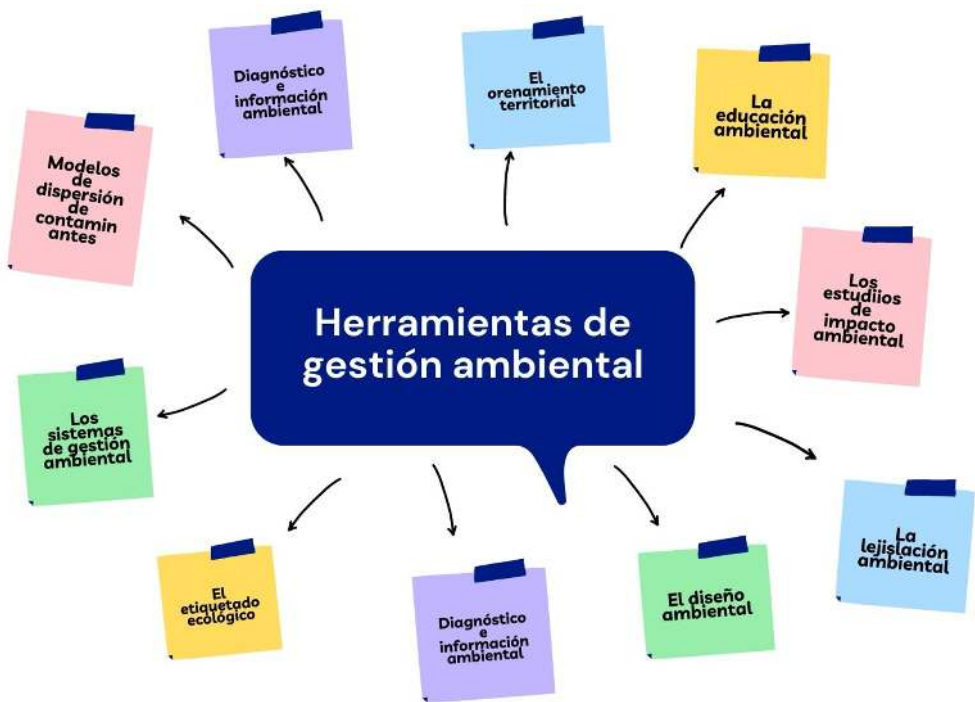 Diagnóstico
e
información
ambiental
El
orenamiento
territorial
La
educación
ambiental
Modelos
de
dispersión
de
contamin
antes
Los
estudiios
de
impacto
ambiental
Herramientas de
gestión ambiental
Los
sistemas
de gestión
ambiental
La
lejislación
ambiental
El
etiquetado
ecológico
Diagnóstico
e
información
ambiental
El diseño
ambiental